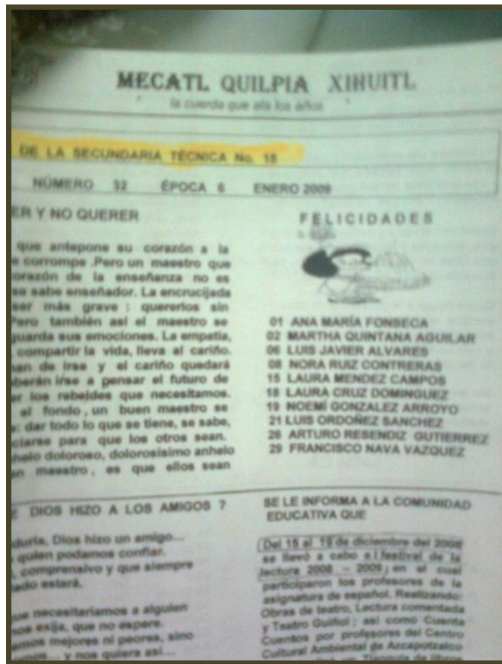 MECATL QUILPIA XIHUITL
la cuerda que ata los años
DE LA SECUNDARIA TÉCNICA No. 18
NÚMERO 32 ÉPOCA 6 ENERO 2009
ER Y NO QUERER
que antepone su corazón a la
corrompe .Pero un maestro que
corazón de la enseñanza no es
se sabe enseñador. La encrucijada
ser más grave : quererlos sin
Pero también así el maestro se
guarda sus emociones. La empatía,
compartir la vida, lleva al cariño.
han de irse y el cariño quedará
deberán irse a pensar el futuro de
ser los rebeldes que necesitamos.
el fondo , un buen maestro se
: dar todo lo que se tiene, se sabe,
para que los otros sean.
anhelo doloroso, dolorosísimo anhelo
en maestro , es que ellos sean
DIOS HIZO A LOS AMIGOS ?
Dios hizo un amigo...
quien podamos confiar.
comprensivo y que siempre
estará.
que necesitaríamos a alguien
nos exija, que no espere.
mejores ni peores, sino
y nos quiera así...
FELICIDADES
01 ANA MARÍA FONSECA
02 MARTHA QUINTANA AGUILAR
06 LUIS JAVIER ALVARES
08 NORA RUIZ CONTRERAS
15 LAURA MENDEZ CAMPOS
18 LAURA CRUZ DOMINGUEZ
19 NOEMÍ GONZALEZ ARROYO
21 LUIS ORDOÑEZ SANCHEZ
26 ARTURO RESENDIZ GUTIERREZ
29 FRANCISCO NAVA VAZQUEZ
SE LE INFORMA A LA COMUNIDAD
EDUCATIVA QUE
Del 15 al 19 de diciembre del 2008
se llevó a cabo el festival de la
lectura 2008 – 2009 ; en el cual
participaron los profesores de la
asignatura de español. Realizando:
Obras de teatro, Lectura comentada
y Teatro Guiñol ; así como Cuenta
Cuentos por profesores del Centro
Cultural Ambiental de Azcapotzalco